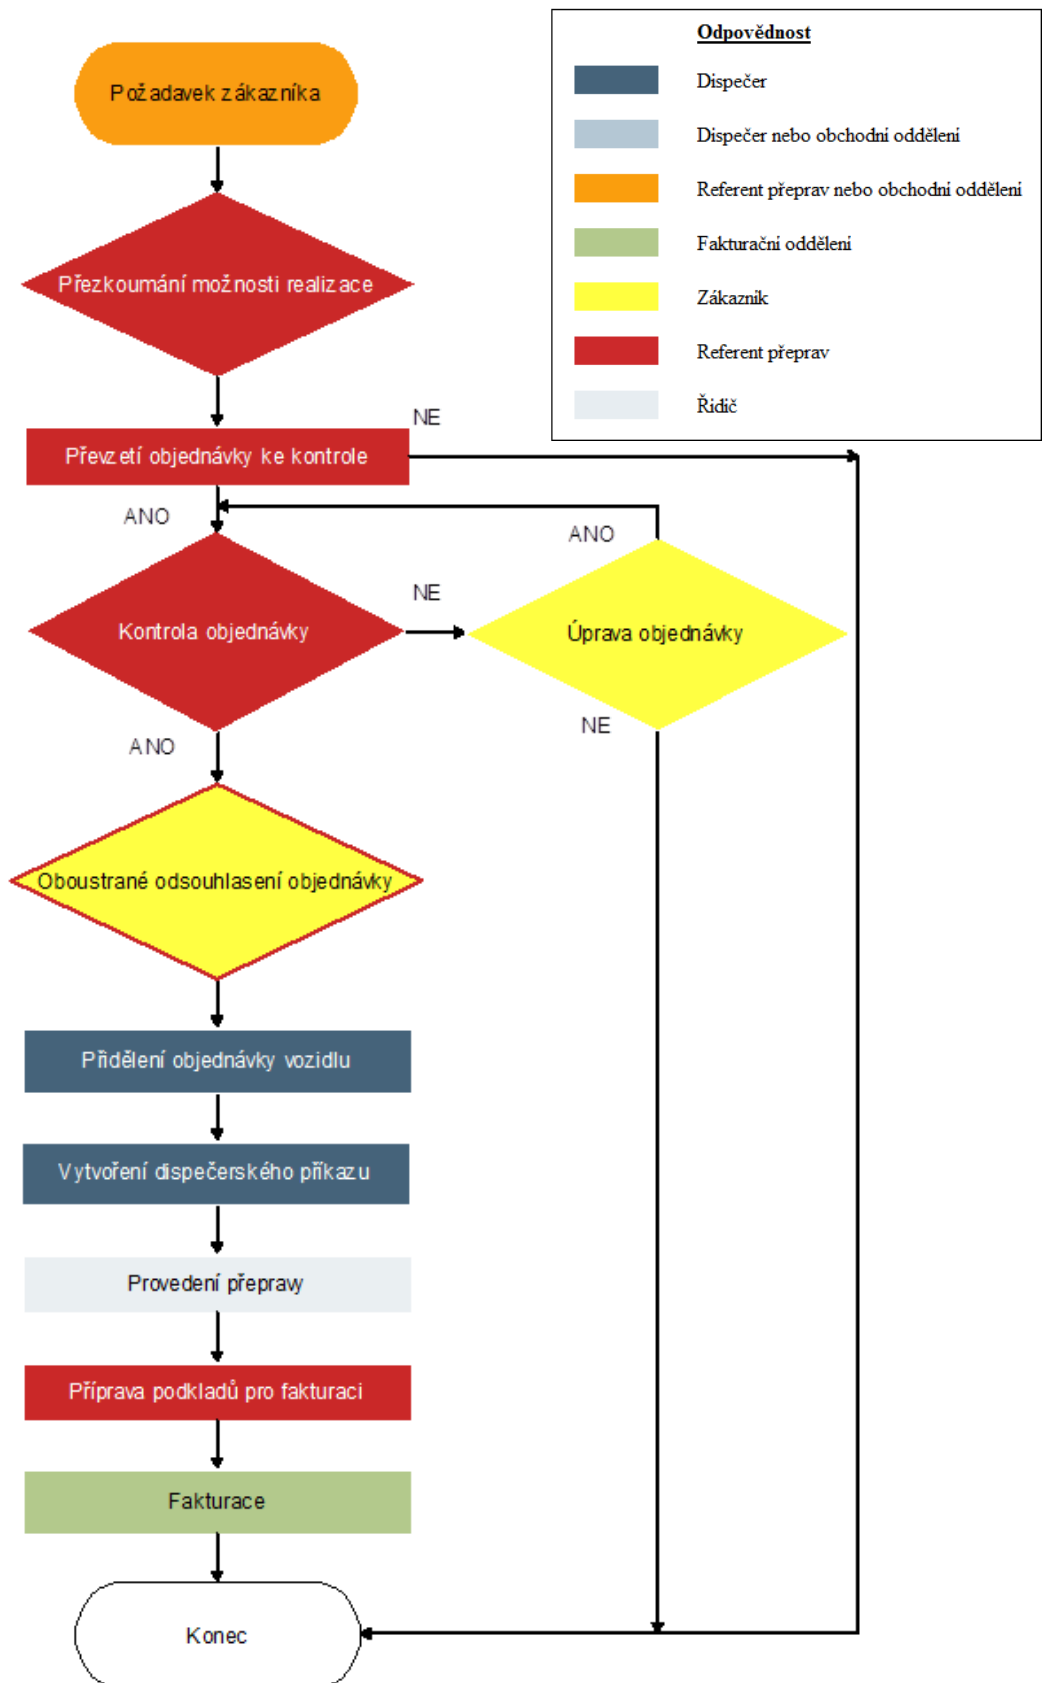 Odpovědnost
Dispečer
Dispečer nebo obchodní oddělení
Referent přeprav nebo obchodní oddělení
Fakturační oddělení
Zákazník
Referent přeprav
Řidič
Požadavek zákazníka
Přezkoumání možnosti realizace
NE
Převzetí objednávky ke kontrole
ANO
ANO
NE
Kontrola objednávky
Úprava objednávky
NE
ANO
Oboustrané odsouhlasení objednávky
Přidělení objednávky vozidlu
Vytvoření dispečerského příkazu
Provedení přepravy
Příprava podkladů pro fakturaci
Fakturace
Konec